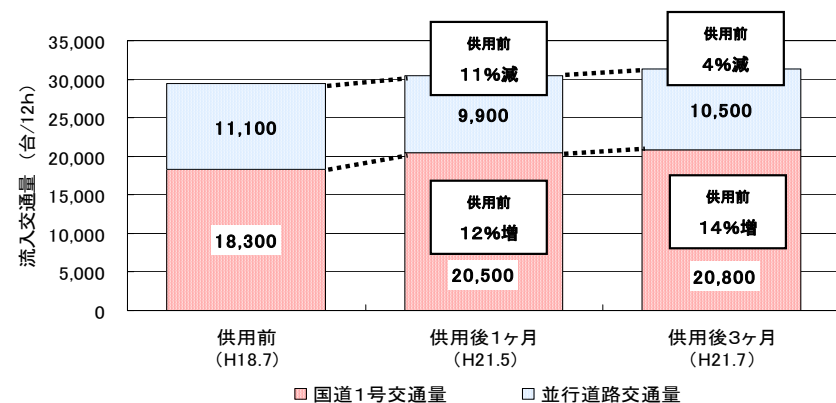 流入交通量 (台/12h)
35,000
30,000
25,000
20,000
15,000
10,000
5,000
0
11,100
18,300
供用前
11%減
9,900
供用前
12%増
20,500
供用前
4%減
10,500
供用前
14%増
20,800
供用前
(H18.7)
供用後1ヶ月
(H21.5)
供用後3ヶ月
(H21.7)
国道1号交通量
並行道路交通量